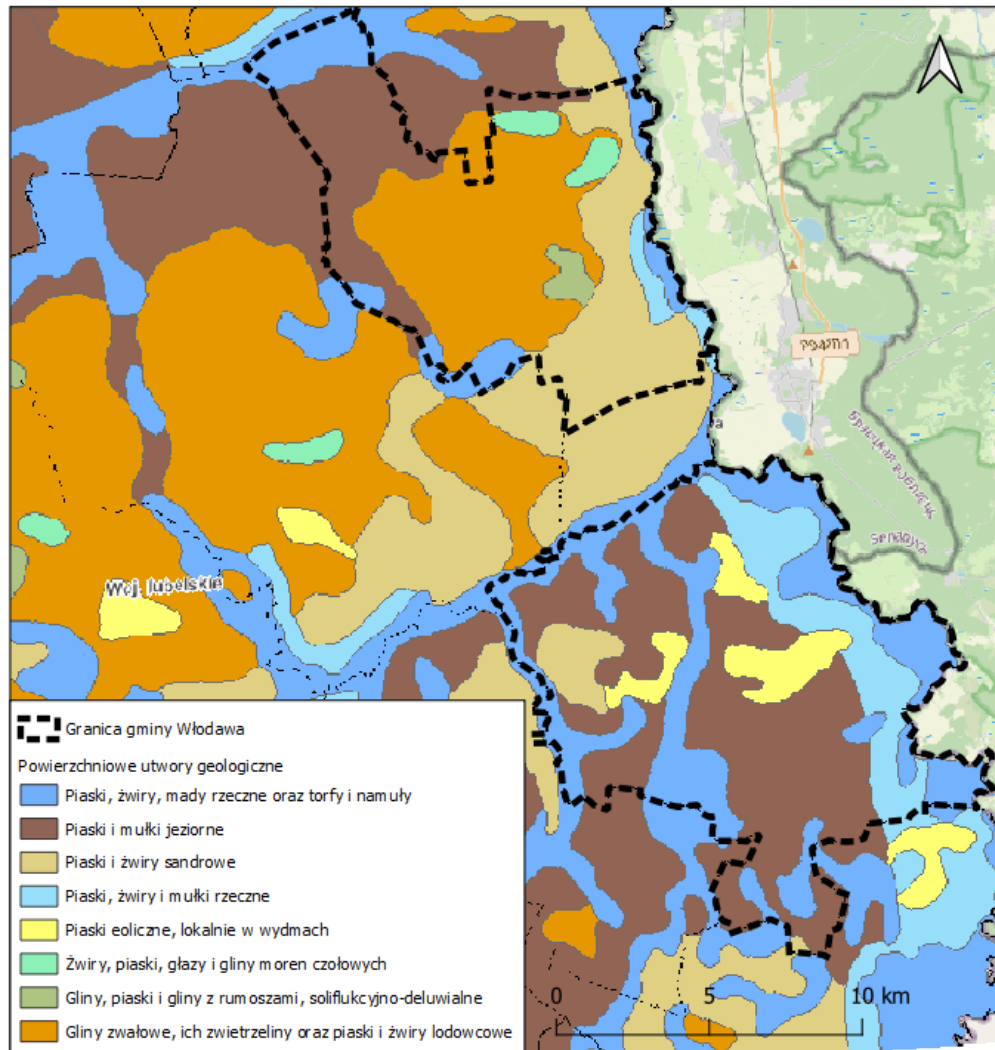 Woj. lubelskie
Granica gminy Włodawa
Powierzchniowe utwory geologiczne
Piaski, żwiry, mady rzeczne oraz torfy i namuły
Piaski i mułki jeziorne
Piaski i żwiry sandrowe
Piaski, żwiry i mułki rzeczne
Piaski eoliczne, lokalnie w wydmach
Żwiry, piaski, głazy i gliny moren czołowych
Gliny, piaski i gliny z rumoszami, soliflukcyjno-deluwialne
Gliny zwałowe, ich zwietrzeliny oraz piaski i żwiry lodowcowe
0 5 10 km